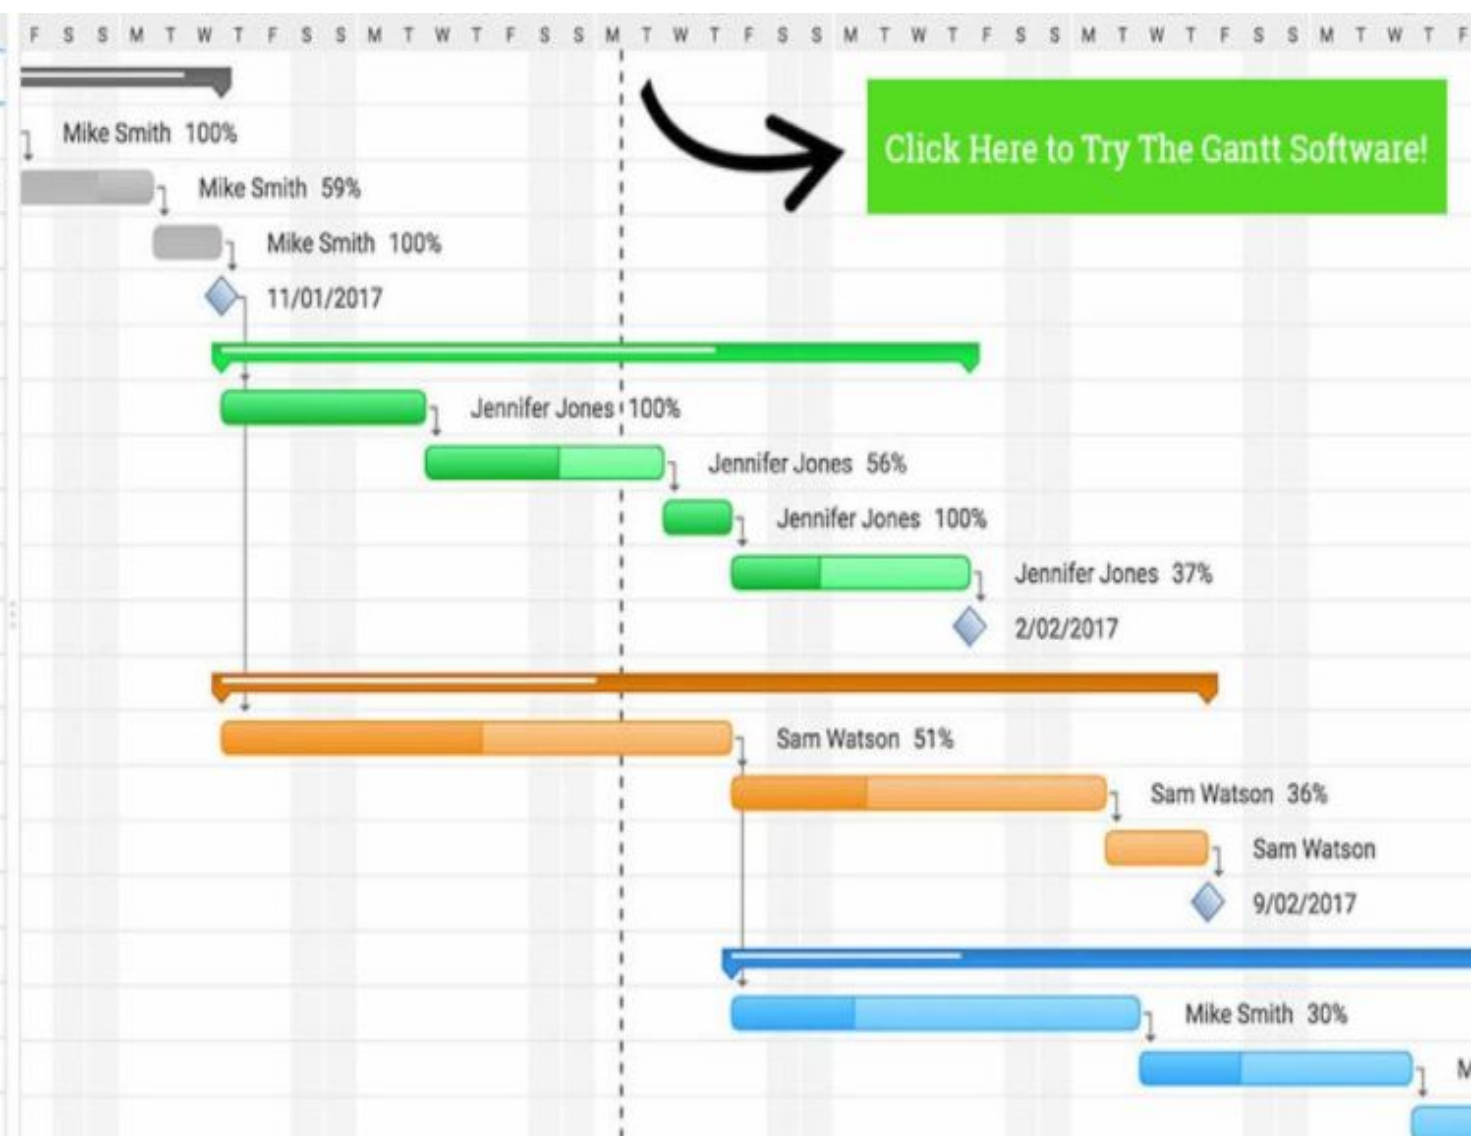 F S S M T W T F S S M T W T F S S M T W T F S S M T W T F S S M T W T F S S M T W T F
Mike Smith 100%
Click Here to Try The Gantt Software!
Mike Smith 59%
Mike Smith 100%
11/01/2017
Jennifer Jones 100%
Jennifer Jones 56%
Jennifer Jones 100%
Jennifer Jones 37%
2/02/2017
Sam Watson 51%
Sam Watson 36%
Sam Watson
9/02/2017
Mike Smith 30%
M